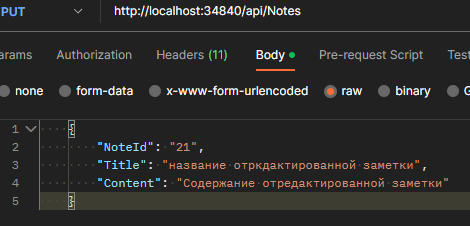 PUT http://localhost:34840/api/Notes
arams Authorization Headers (11) Body Pre-request Script Test
none form-data x-www-form-urlencoded raw binary G
1 {
2 "NoteId": "21",
3 "Title": "название откдактированной заметки",
4 "Content": "Содержание отредактированной заметки"
5 }